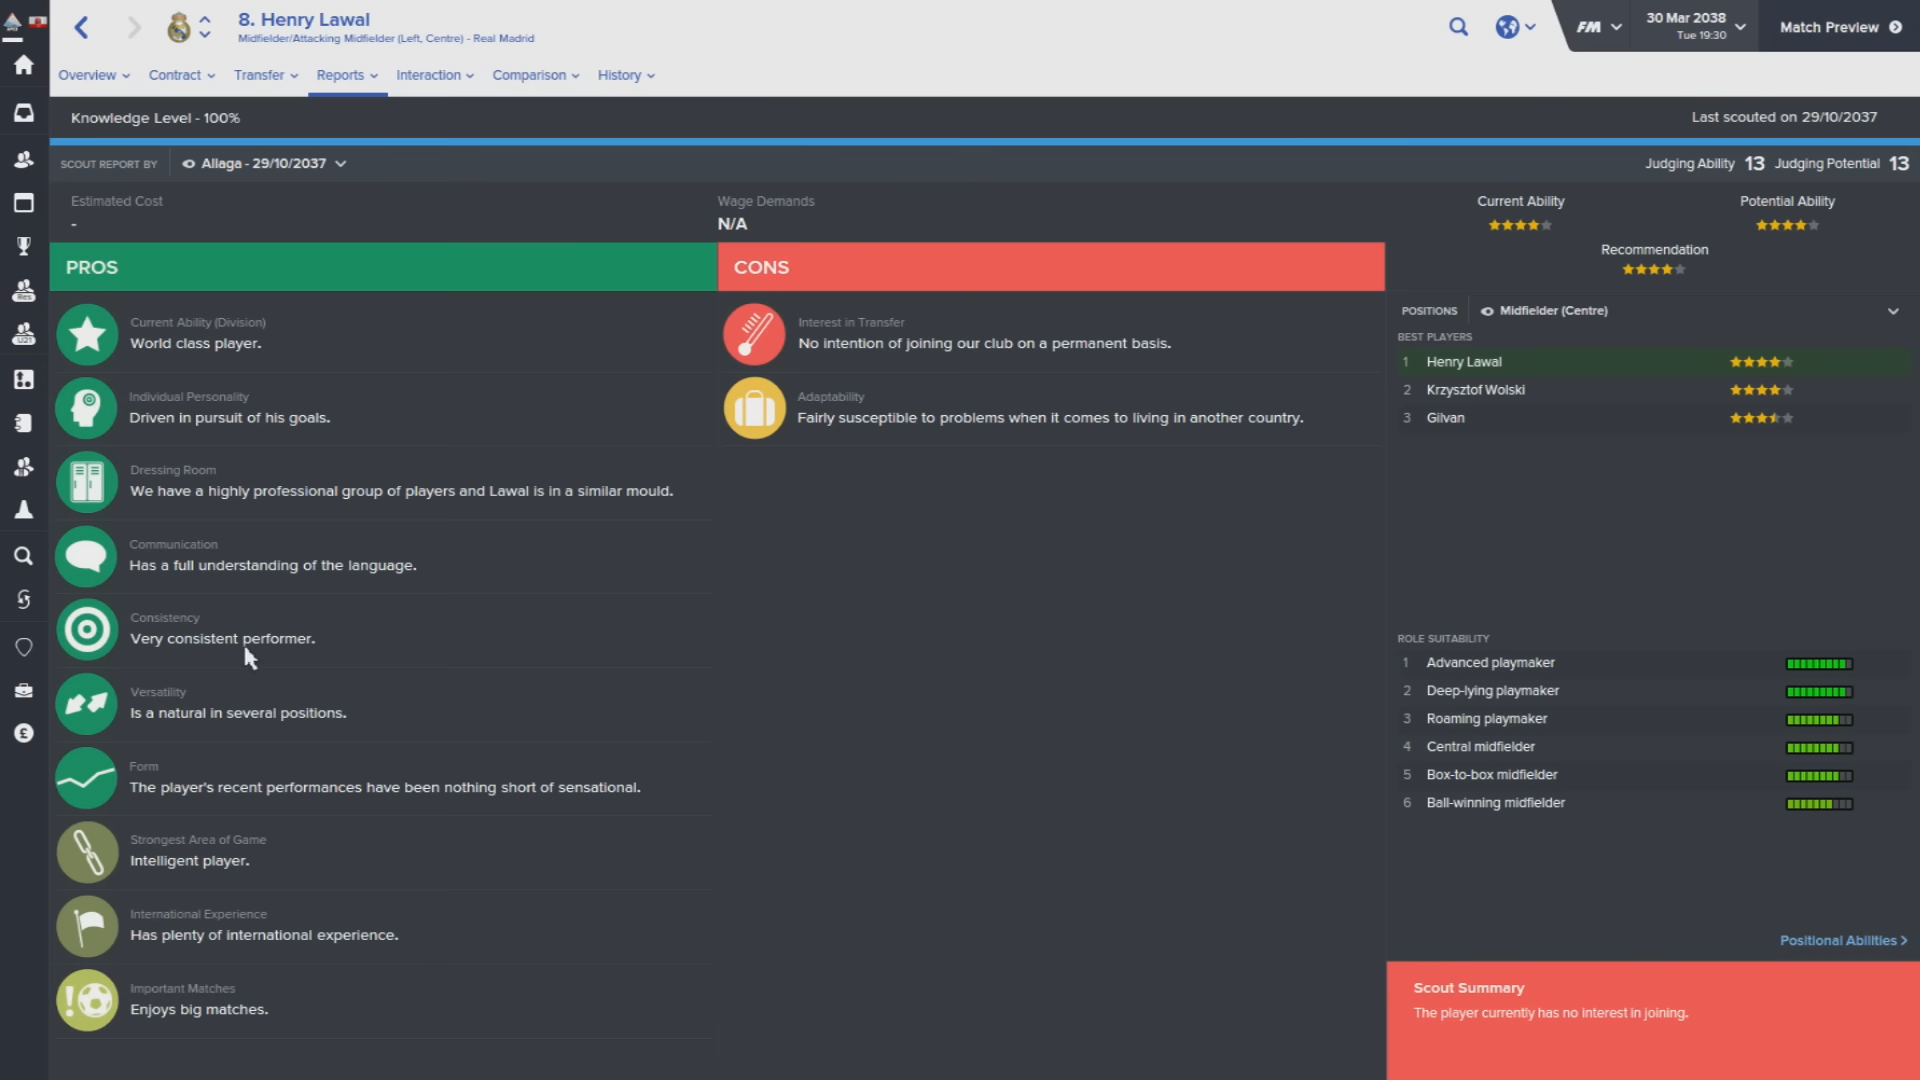 8. Henry Lawal
Midfielder/Attacking Midfielder (Left, Centre) - Real Madrid
FM
30 Mar 2038
Tue 19:30
Match Preview
Overview
Contract
Transfer
Reports
Interaction
Comparison
History
Knowledge Level - 100%
Last scouted on 29/10/2037
SCOUT REPORT BY
Allaga - 29/10/2037
Judging Ability 13 Judging Potential 13
Estimated Cost
-
Wage Demands
N/A
Current Ability
Potential Ability
Recommendation
PROS
CONS
Current Ability (Division)
World class player.
Individual Personality
Driven in pursuit of his goals.
Dressing Room
We have a highly professional group of players and Lawal is in a similar mould.
Communication
Has a full understanding of the language.
Consistency
Very consistent performer.
Versatility
Is a natural in several positions.
Form
The player's recent performances have been nothing short of sensational.
Strongest Area of Game
Intelligent player.
International Experience
Has plenty of international experience.
Important Matches
Enjoys big matches.
Interest in Transfer
No intention of joining our club on a permanent basis.
Adaptability
Fairly susceptible to problems when it comes to living in another country.
POSITIONS
Midfielder (Centre)
BEST PLAYERS
1 Henry Lawal
2 Krzysztof Wolski
3 Gilvan
ROLE SUITABILITY
1 Advanced playmaker
2 Deep-lying playmaker
3 Roaming playmaker
4 Central midfielder
5 Box-to-box midfielder
6 Ball-winning midfielder
Positional Abilities >
Scout Summary
The player currently has no interest in joining.
Res
U21